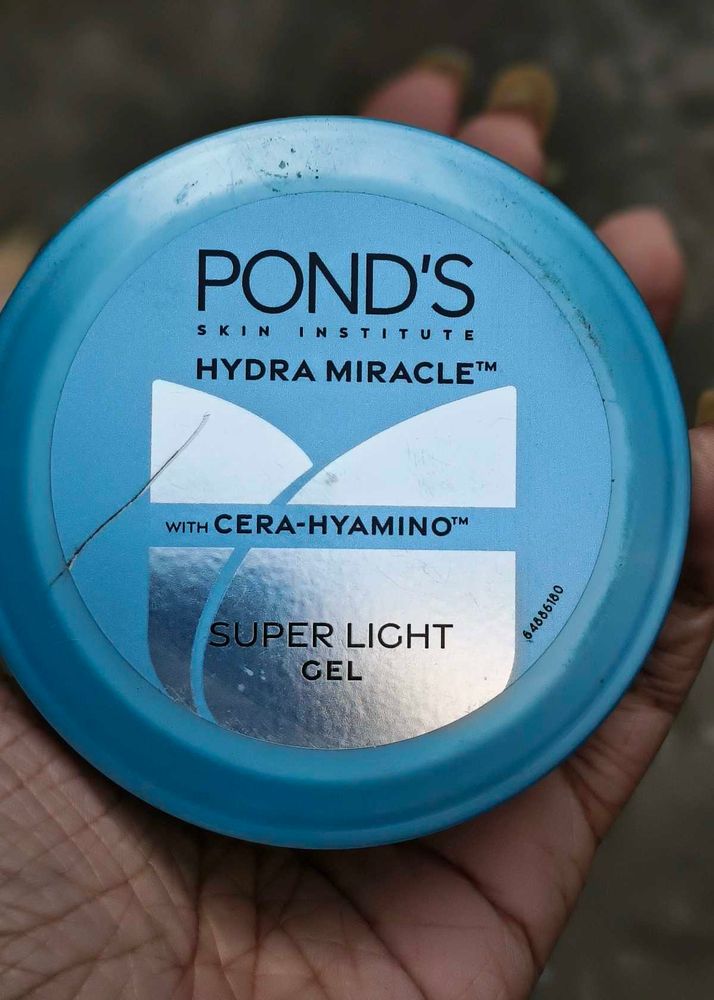 POND'S
SKIN INSTITUTE
HYDRA MIRACLE™
WITH CERA-HYAMINO™
SUPER LIGHT
GEL
64886180